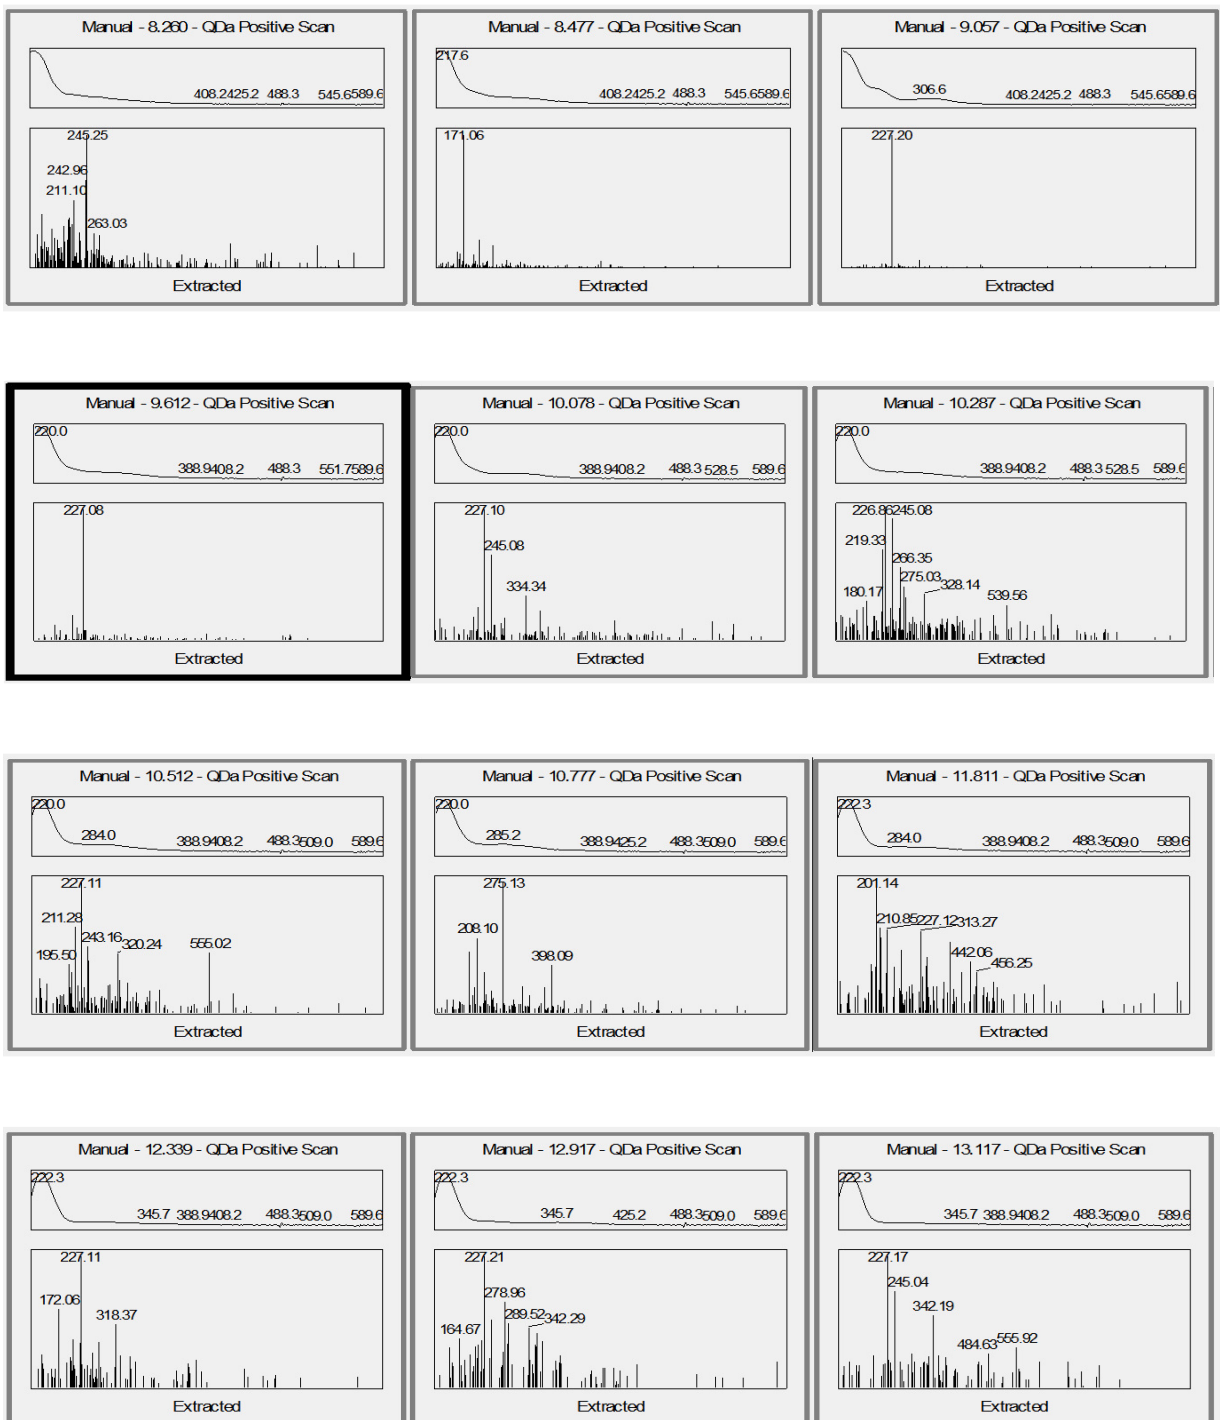 Manual - 8.260 - QDa Positive Scan
408.2425.2 488.3 545.6589.6
245.25
242.96
211.10
263.03
Extracted
Manual - 8.477 - QDa Positive Scan
217.6
408.2425.2 488.3 545.6589.6
171.06
Extracted
Manual - 9.057 - QDa Positive Scan
306.6 408.2425.2 488.3 545.6589.6
227.20
Extracted
Manual - 9.612 - QDa Positive Scan
220.0
388.9408.2 488.3 551.7589.6
227.08
Extracted
Manual - 10.078 - QDa Positive Scan
220.0
388.9408.2 488.3 528.5 589.6
227.10
245.08
334.34
Extracted
Manual - 10.287 - QDa Positive Scan
220.0
388.9408.2 488.3 528.5 589.6
226.86245.08
219.33
266.35
275.03 328.14
180.17 539.56
Extracted
Manual - 10.512 - QDa Positive Scan
220.0
284.0 388.9408.2 488.3509.0 589.6
227.11
211.28
243.16 320.24 555.02
195.50
Extracted
Manual - 10.777 - QDa Positive Scan
220.0
285.2 388.9425.2 488.3509.0 589.6
275.13
208.10
398.09
Extracted
Manual - 11.811 - QDa Positive Scan
222.3
284.0 388.9408.2 488.3509.0 589.6
201.14
210.85227.12313.27
442.06
456.25
Extracted
Manual - 12.339 - QDa Positive Scan
222.3
345.7 388.9408.2 488.3509.0 589.6
227.11
172.06
318.37
Extracted
Manual - 12.917 - QDa Positive Scan
222.3
345.7 425.2 488.3509.0 589.6
227.21
278.96
289.52342.29
164.67
Extracted
Manual - 13.117 - QDa Positive Scan
222.3
345.7 388.9408.2 488.3509.0 589.6
227.17
245.04
342.19
484.63555.92
Extracted